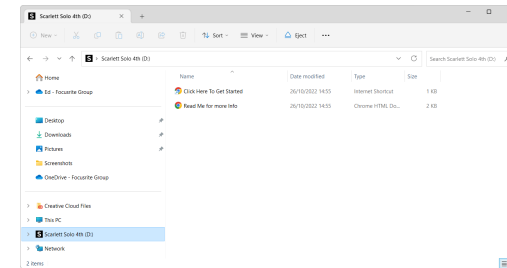 Scarlett Solo 4th (D:)
New
Sort
View
Eject
Scarlett Solo 4th (D:)
Search Scarlett Solo 4th (D:)
Name
Date modified
Type
Size
Home
Click Here To Get Started
26/10/2022 14:55
Internet Shortcut
1 KB
Ed - Focusrite Group
Read Me for more Info
26/10/2022 14:55
Chrome HTML Do...
2 KB
Desktop
Downloads
Pictures
Screenshots
OneDrive - Focusrite Group
Creative Cloud Files
This PC
Scarlett Solo 4th (D:)
Network
2 items